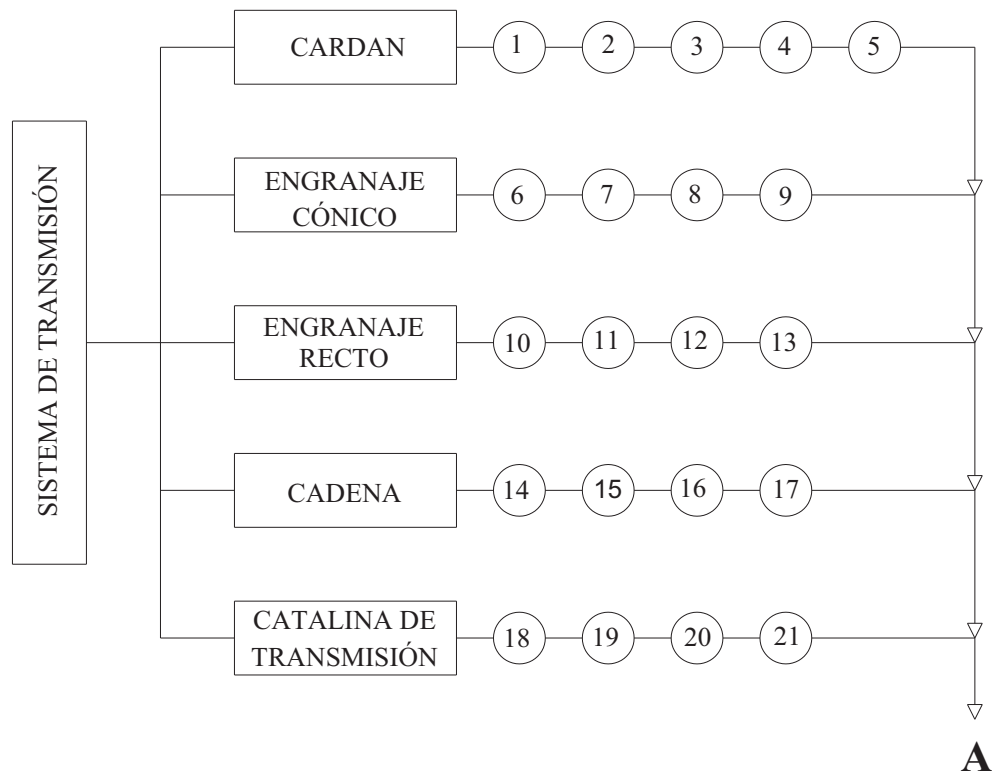 CARDAN
1 2 3 4 5
SISTEMA DE TRANSMISIÓN
ENGRANAJE
CÓNICO
6 7 8 9
ENGRANAJE
RECTO
10 11 12 13
CADENA
14 15 16 17
CATALINA DE
TRANSMISIÓN
18 19 20 21
A